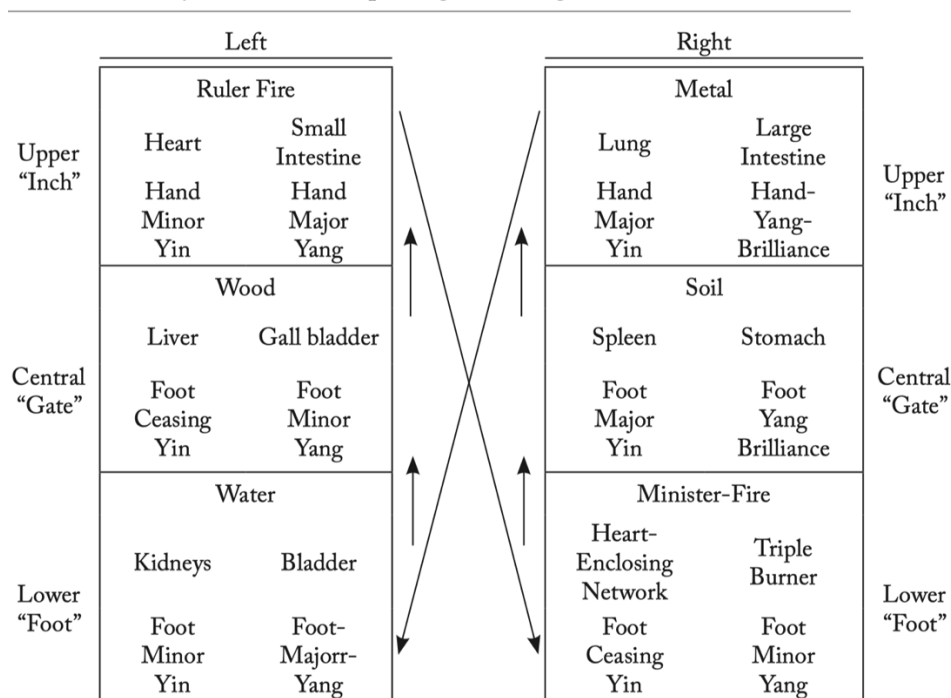 Left
Right
Upper
"Inch"
Ruler Fire
Heart
Small
Intestine
Hand
Minor
Yin
Hand
Major
Yang
Metal
Lung
Large
Intestine
Hand
Major
Yin
Hand-
Yang-
Brilliance
Upper
"Inch"
Central
"Gate"
Wood
Liver
Gall bladder
Foot
Ceasing
Yin
Foot
Minor
Yang
Soil
Spleen
Stomach
Foot
Major
Yin
Foot
Yang
Brilliance
Central
"Gate"
Lower
"Foot"
Water
Kidneys
Bladder
Foot
Minor
Yin
Foot-
Majorr-
Yang
Minister-Fire
Heart-
Enclosing
Network
Triple
Burner
Foot
Ceasing
Yin
Foot
Minor
Yang
Lower
"Foot"